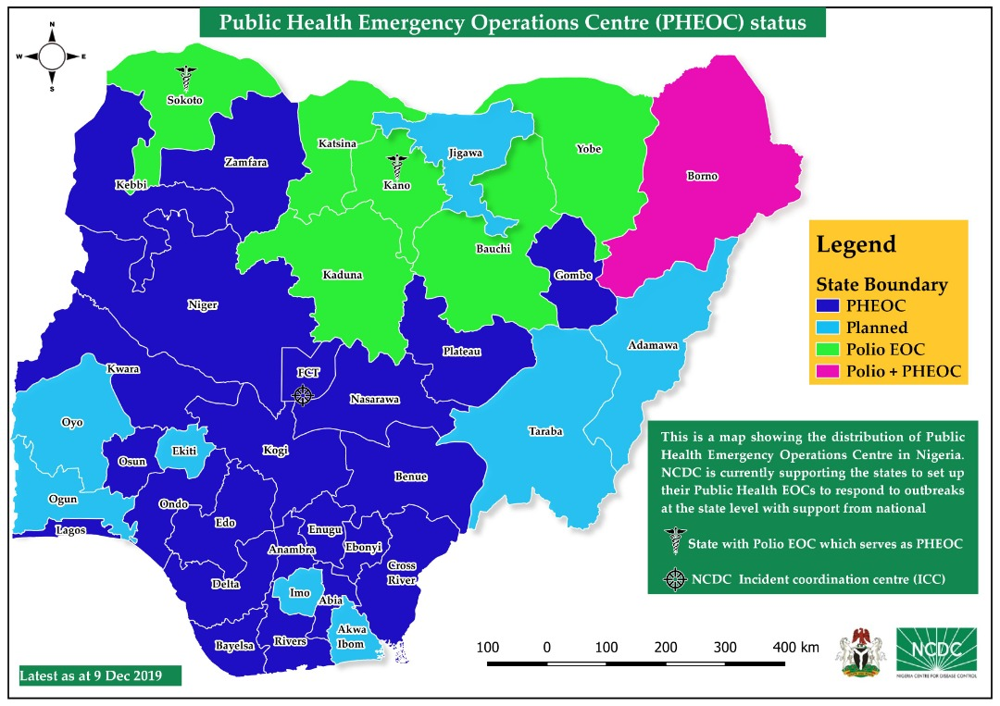 Public Health Emergency Operations Centre (PHEOC) status
N
W
E
S
Sokoto
Katsina
Jigawa
Yobe
Zamfara
Kano
Borno
Kebbi
Bauchi
Kaduna
Gombe
Niger
Adamawa
Plateau
Kwara
FCT
Nasarawa
Oyo
Taraba
Ekiti
Kogi
Osun
Benue
Ogun
Ondo
Edo
Lagos
Enugu
Anambra
Ebonyi
Cross
River
Delta
Imo
Abia
Akwa
Ibom
Bayelsa
Rivers
Legend
State Boundary
PHEOC
Planned
Polio EOC
Polio + PHEOC
This is a map showing the distribution of Public
Health Emergency Operations Centre in Nigeria.
NCDC is currently supporting the states to set up
their Public Health EOCs to respond to outbreaks
at the state level with support from national
State with Polio EOC which serves as PHEOC
NCDC Incident coordination centre (ICC)
100 0 100 200 300 400 km
NCDC
NIGERIA CENTRE FOR DISEASE CONTROL
Latest as at 9 Dec 2019